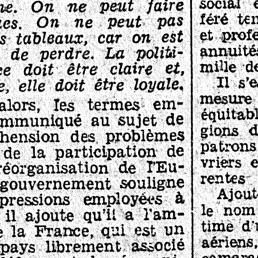 ne. On ne peut faire
es. On ne peut pas
s tableaux, car on est
de perdre. La politi-
ce doit être claire et,
e, elle doit être loyale.
alors, les termes em-
ommuniqué au sujet de
hension des problèmes
de la participation de
réorganisation de l'Eu-
gouvernement souligne
pressions employées à
il ajoute qu'il a l'am-
e la France, qui est un
pays librement associé
social e
féré ten
et profe
annuités
mille de
Il s'e
mesure
équitabl
gions d
patrons
vriers e
rentes
Ajout
le nom
time d'u
aériens,